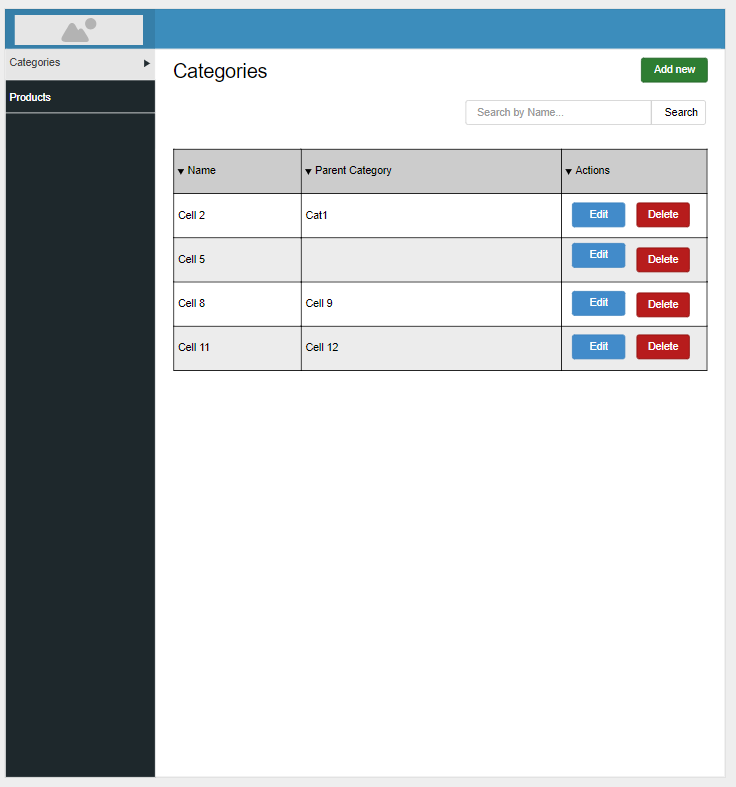 Categories
Products
Categories
Add new
Search by Name...
Search
Name
Parent Category
Actions
Cell 2
Cat1
Edit
Delete
Cell 5
Edit
Delete
Cell 8
Cell 9
Edit
Delete
Cell 11
Cell 12
Edit
Delete